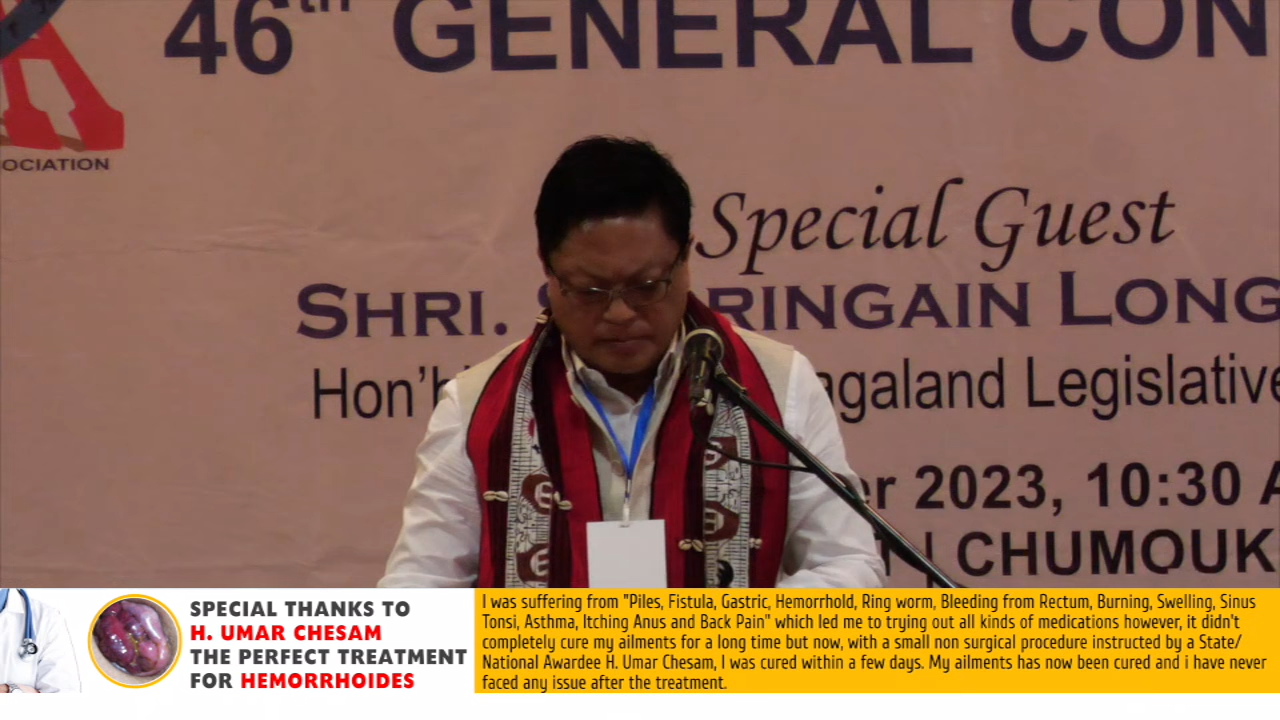 46th GENERAL CON
OCIATION
Special Guest
SHRI. RINGAIN LONG
Hon'b agaland Legislative
er 2023, 10:30 A
| CHUMOUK
SPECIAL THANKS TO
H. UMAR CHESAM
THE PERFECT TREATMENT
FOR HEMORRHOIDES
I was suffering from "Piles, Fistula, Gastric, Hemorrhold, Ring worm, Bleeding from Rectum, Burning, Swelling, Sinus
Tonsi, Asthma, Itching Anus and Back Pain" which led me to trying out all kinds of medications however, it didn't
completely cure my ailments for a long time but now, with a small non surgical procedure instructed by a State/
National Awardee H. Umar Chesam, I was cured within a few days. My ailments has now been cured and i have never
faced any issue after the treatment.